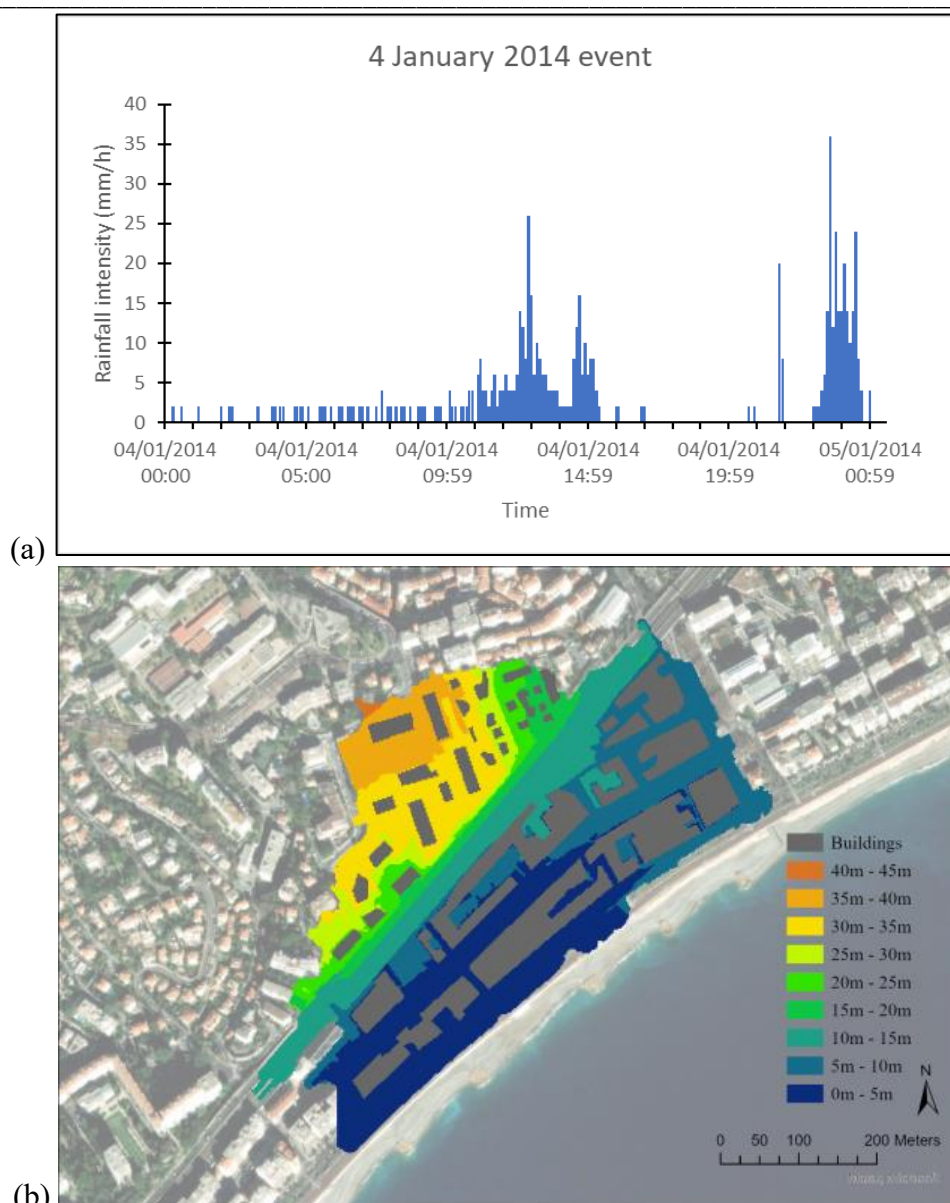 4 January 2014 event
Rainfall intensity (mm/h)
40
35
30
25
20
15
10
5
0
04/01/2014 04/01/2014 04/01/2014 04/01/2014 04/01/2014 05/01/2014
00:00 05:00 09:59 14:59 19:59 00:59
Time
(a)
Buildings
40m - 45m
35m - 40m
30m - 35m
25m - 30m
20m - 25m
15m - 20m
10m - 15m
5m - 10m
0m - 5m
N
0 50 100 200 Meters
(b)